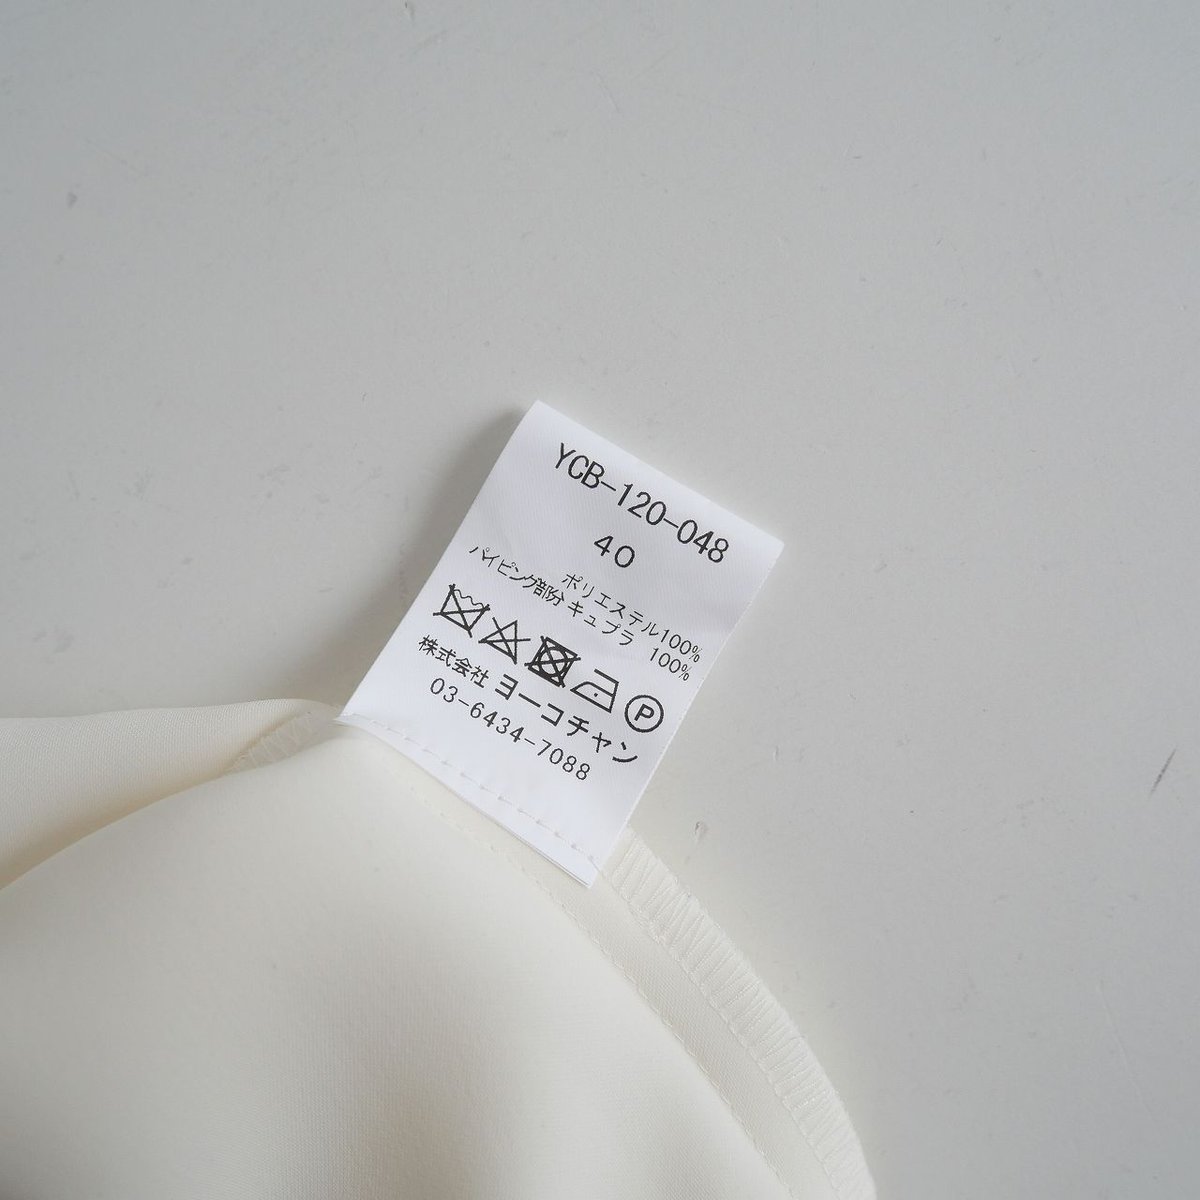 YCB-120-048
40
ポリエステル100%
パイピング部分 キュプラ 100%
P
株式会社 ヨーコチャン
03-6434-7088